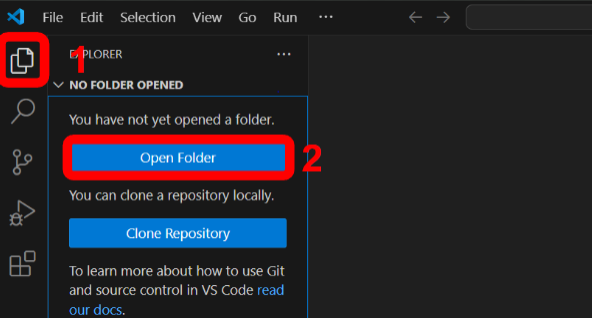 File Edit Selection View Go Run ···
1
EXPLORER ···
NO FOLDER OPENED
You have not yet opened a folder.
Open Folder
2
You can clone a repository locally.
Clone Repository
To learn more about how to use Git
and source control in VS Code read
our docs.